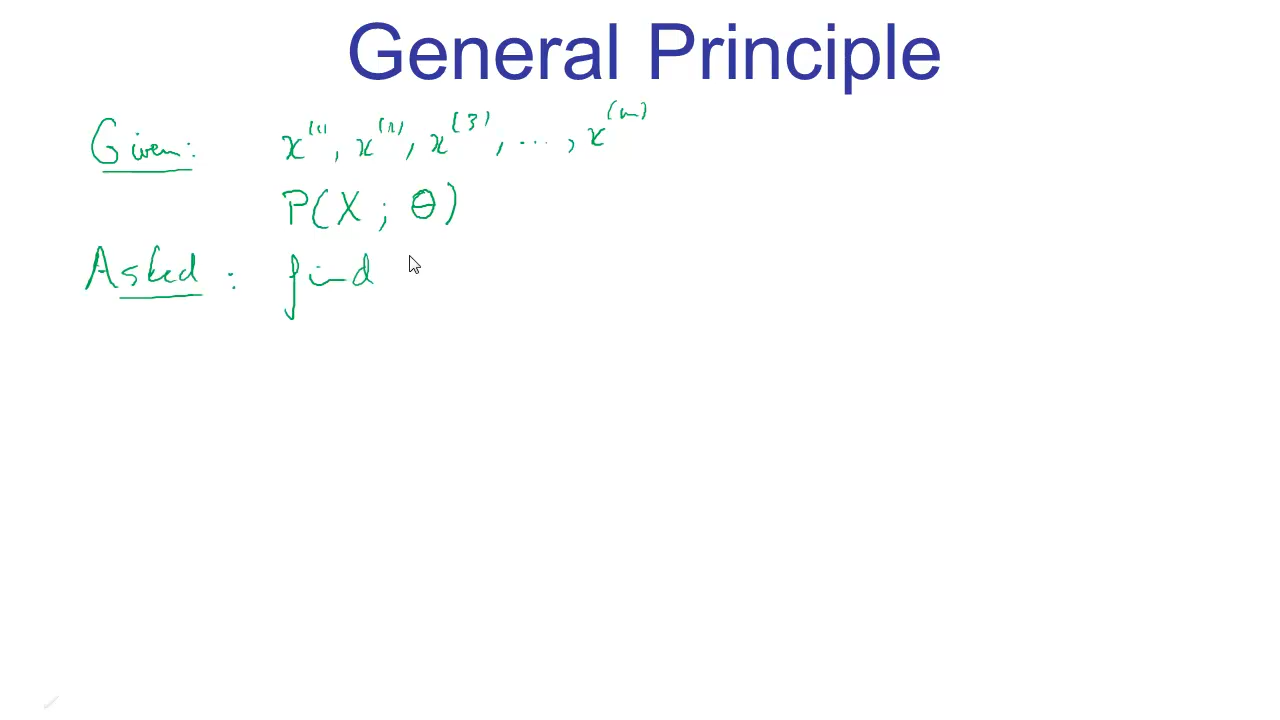 General Principle
Given: x^(1), x^(2), x^(3), ..., x^(m)
P(X ; θ)
Asked : find